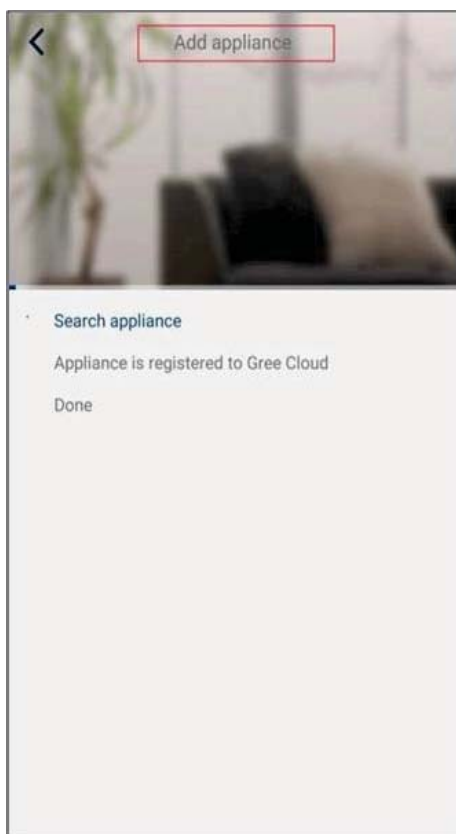 Add appliance
Search appliance
Appliance is registered to Gree Cloud
Done